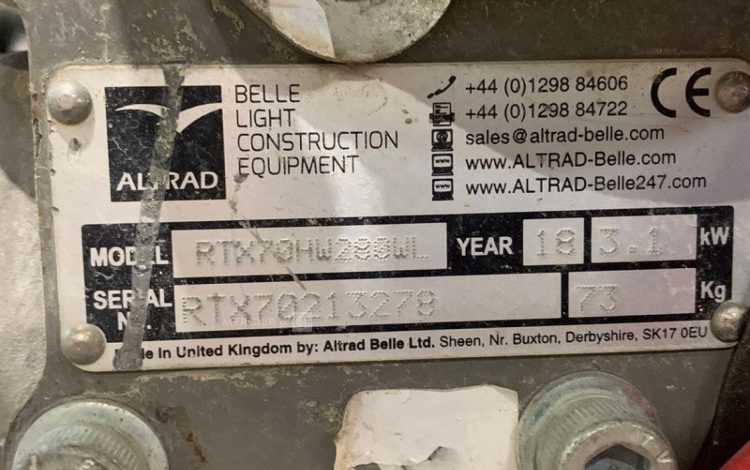 ALTRAD
BELLE
LIGHT
CONSTRUCTION
EQUIPMENT
+44 (0)1298 84606
+44 (0)1298 84722
sales@altrad-belle.com
www.ALTRAD-Belle.com
www.ALTRAD-Belle247.com
CE
MODEL RTX70HW280WL YEAR 18 3.1 kW
SERIAL RTX70213278 73 Kg
In United Kingdom by: Altrad Belle Ltd. Sheen, Nr. Buxton, Derbyshire, SK17 0EU